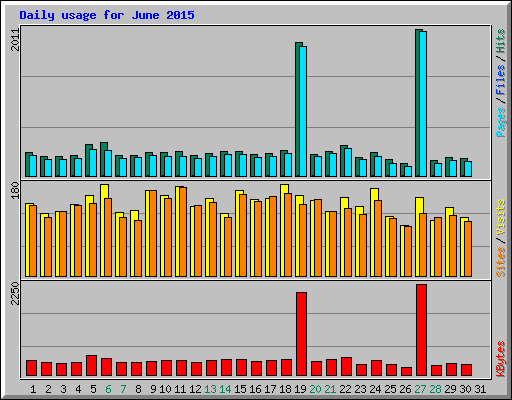 Daily usage for June 2015
2011
Pages / Files / Hits
180
Sites / Visits
2250
KBytes
1 2 3 4 5 6 7 8 9 10 11 12 13 14 15 16 17 18 19 20 21 22 23 24 25 26 27 28 29 30 31